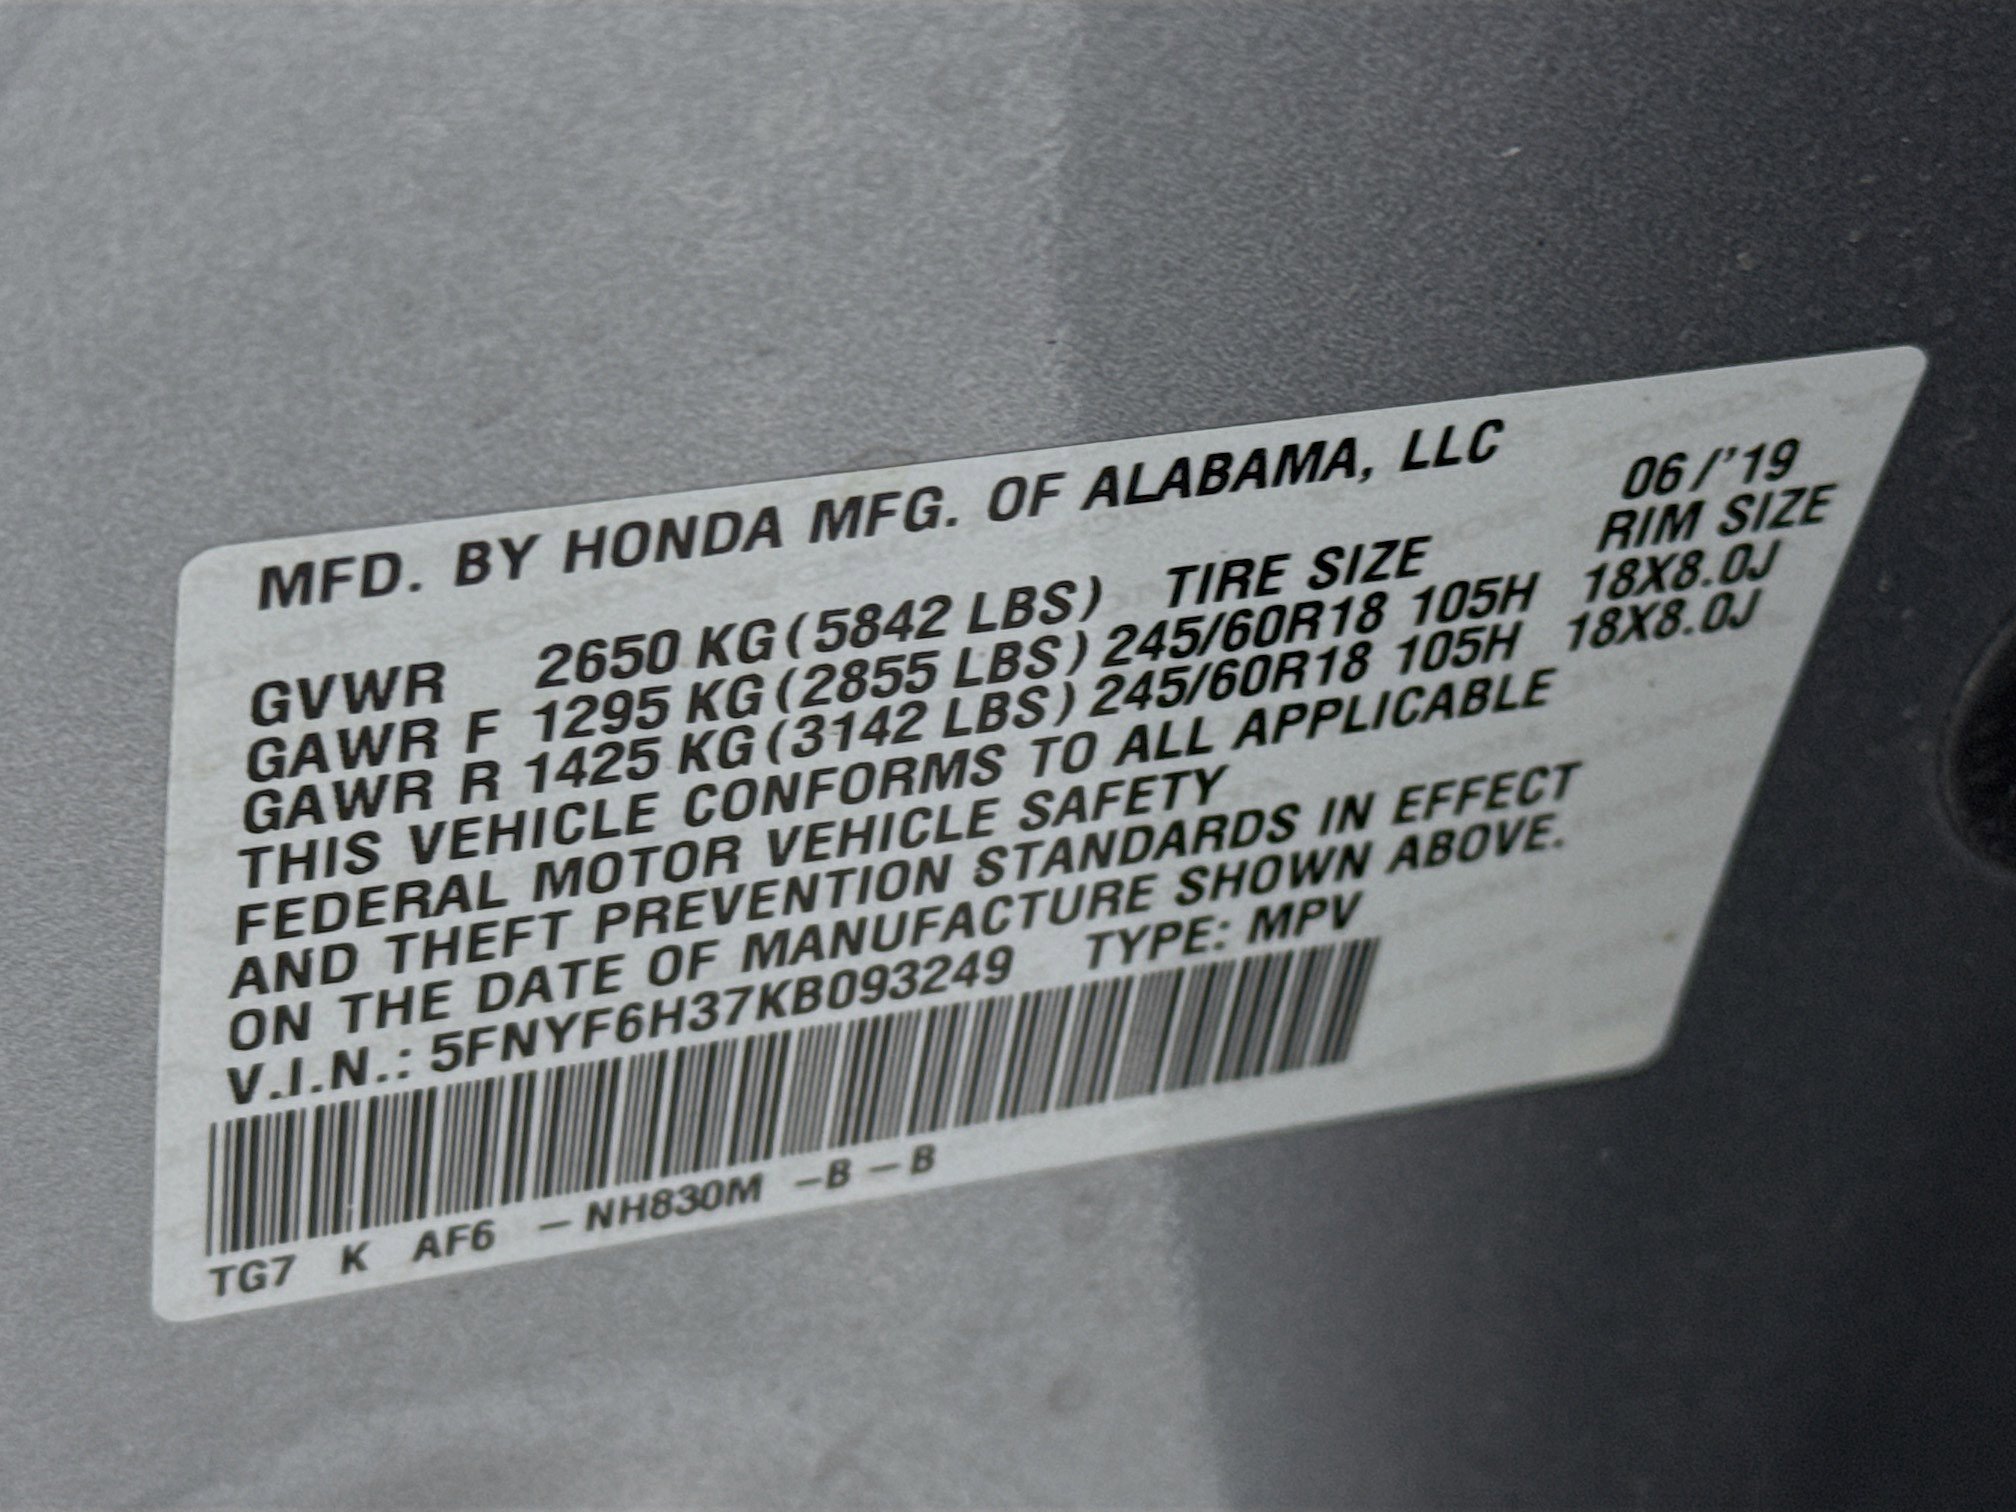 MFD. BY HONDA MFG. OF ALABAMA, LLC 06/'19
GVWR 2650 KG(5842 LBS) TIRE SIZE RIM SIZE
GAWR F 1295 KG(2855 LBS) 245/60R18 105H 18X8.0J
GAWR R 1425 KG(3142 LBS) 245/60R18 105H 18X8.0J
THIS VEHICLE CONFORMS TO ALL APPLICABLE
FEDERAL MOTOR VEHICLE SAFETY
AND THEFT PREVENTION STANDARDS IN EFFECT
ON THE DATE OF MANUFACTURE SHOWN ABOVE.
V.I.N.: 5FNYF6H37KB093249 TYPE: MPV
TG7 K AF6 -NH830M -B -B